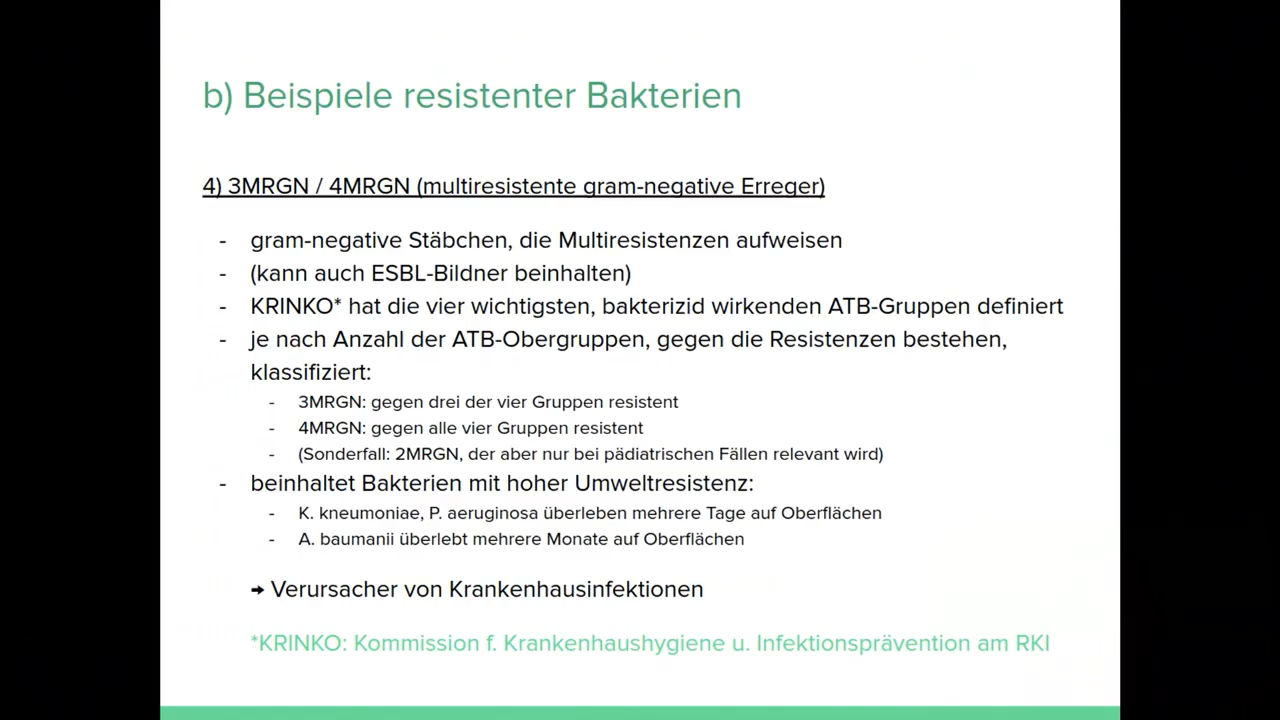 b) Beispiele resistenter Bakterien
4) 3MRGN / 4MRGN (multiresistente gram-negative Erreger)
- gram-negative Stäbchen, die Multiresistenzen aufweisen
- (kann auch ESBL-Bildner beinhalten)
- KRINKO* hat die vier wichtigsten, bakterizid wirkenden ATB-Gruppen definiert
- je nach Anzahl der ATB-Obergruppen, gegen die Resistenzen bestehen,
klassifiziert:
- 3MRGN: gegen drei der vier Gruppen resistent
- 4MRGN: gegen alle vier Gruppen resistent
- (Sonderfall: 2MRGN, der aber nur bei pädiatrischen Fällen relevant wird)
- beinhaltet Bakterien mit hoher Umweltresistenz:
- K. kneumoniae, P. aeruginosa überleben mehrere Tage auf Oberflächen
- A. baumanii überlebt mehrere Monate auf Oberflächen
➜ Verursacher von Krankenhausinfektionen
*KRINKO: Kommission f. Krankenhaushygiene u. Infektionsprävention am RKI